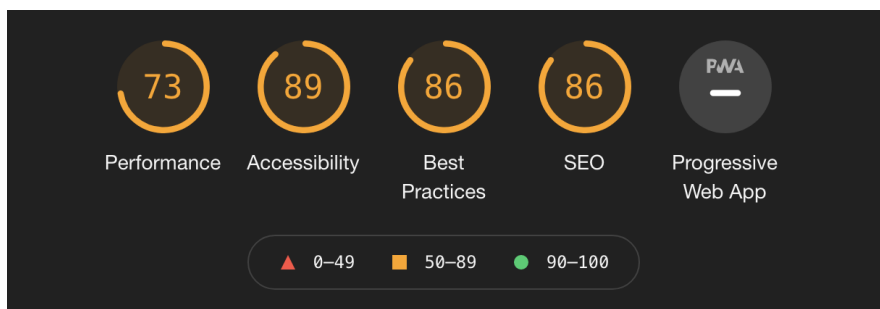 73 89 86 86 PWA
Performance Accessibility Best SEO Progressive
Practices Web App
0–49 50–89 90–100